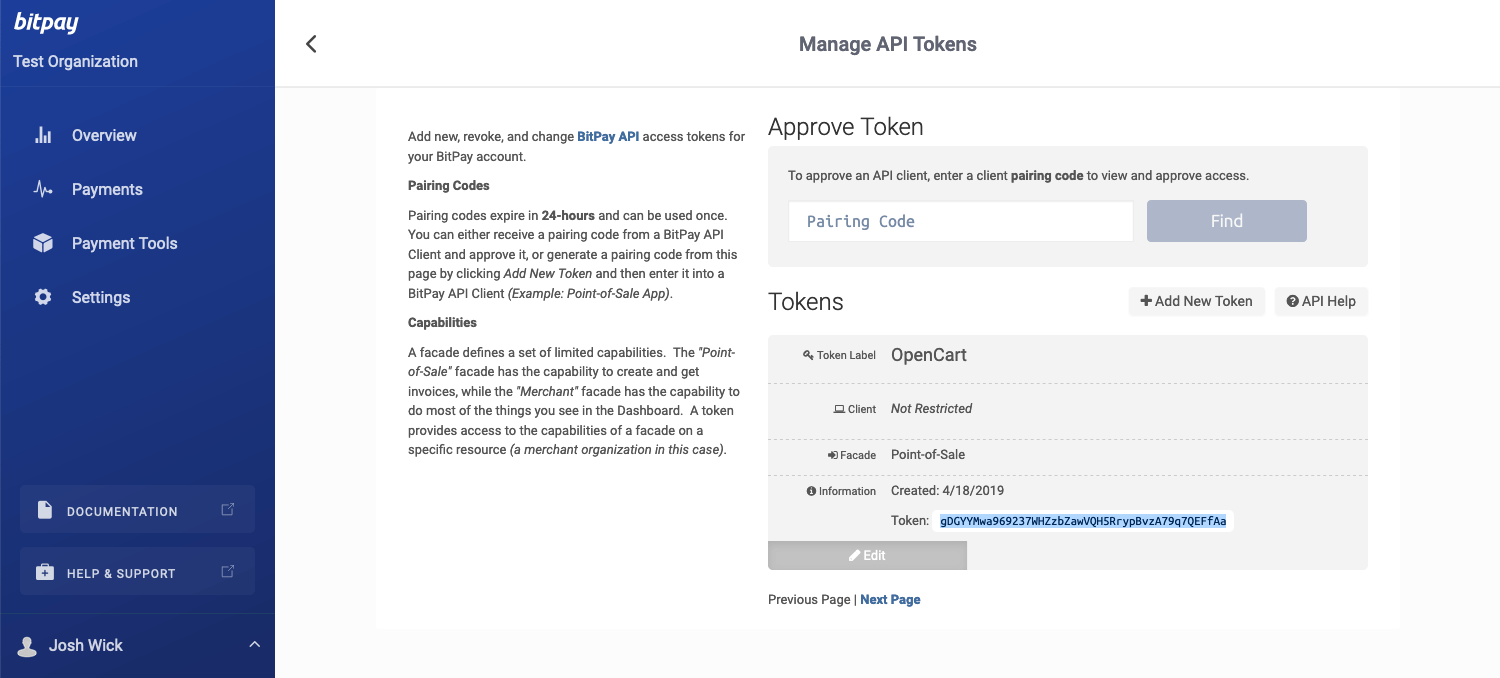 bitpay
Test Organization
Overview
Payments
Payment Tools
Settings
DOCUMENTATION
HELP & SUPPORT
Josh Wick
Manage API Tokens
Add new, revoke, and change BitPay API access tokens for
your BitPay account.
Pairing Codes
Pairing codes expire in 24-hours and can be used once.
You can either receive a pairing code from a BitPay API
Client and approve it, or generate a pairing code from this
page by clicking Add New Token and then enter it into a
BitPay API Client (Example: Point-of-Sale App).
Capabilities
A facade defines a set of limited capabilities. The "Point-
of-Sale" facade has the capability to create and get
invoices, while the "Merchant" facade has the capability to
do most of the things you see in the Dashboard. A token
provides access to the capabilities of a facade on a
specific resource (a merchant organization in this case).
Approve Token
To approve an API client, enter a client pairing code to view and approve access.
Pairing Code Find
Tokens Add New Token API Help
Token Label OpenCart
Client Not Restricted
Facade Point-of-Sale
Information Created: 4/18/2019
Token: gDGYYMwa969237WHZzbZawVQH5RrypBvzA79q7QEFfAa
Edit
Previous Page | Next Page